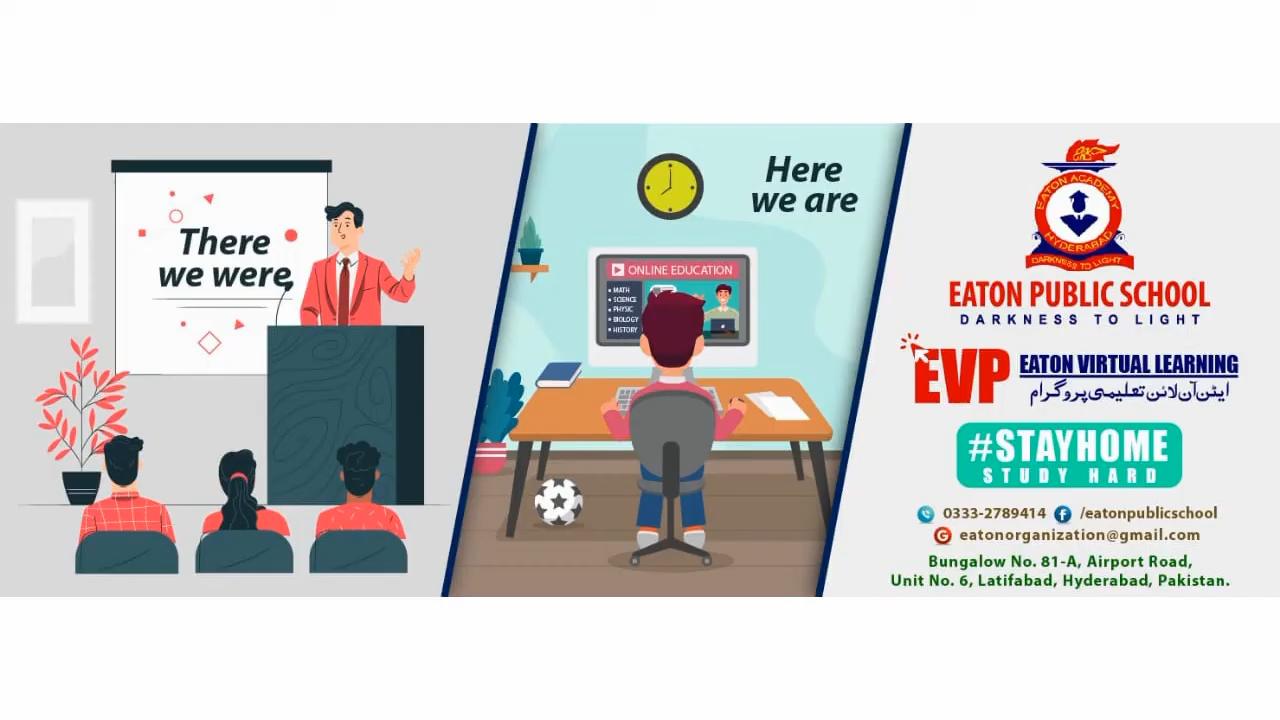 There
we were
Here
we are
ONLINE EDUCATION
MATH
SCIENCE
PHYSIC
BIOLOGY
HISTORY
EATON ACADEMY
HYDERABAD
DARKNESS TO LIGHT
EATON PUBLIC SCHOOL
DARKNESS TO LIGHT
EVP
EATON VIRTUAL LEARNING
ایٹن آن لائن تعلیمی پروگرام
#STAYHOME
STUDY HARD
0333-2789414 /eatonpublicschool
eatonorganization@gmail.com
Bungalow No. 81-A, Airport Road,
Unit No. 6, Latifabad, Hyderabad, Pakistan.